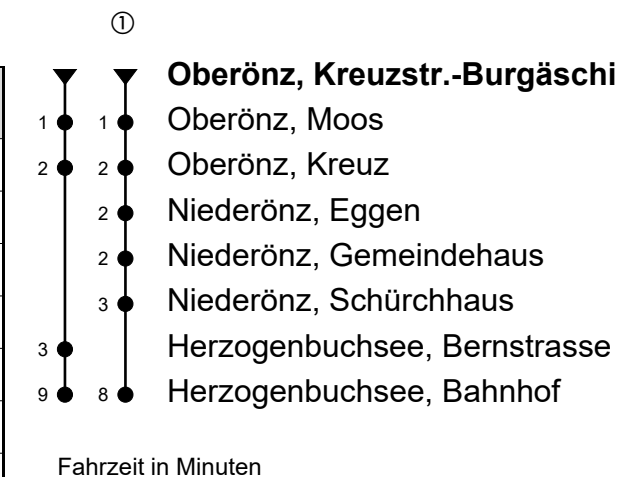 ①
Oberönz, Kreuzstr.-Burgäschi
1 1 Oberönz, Moos
2 2 Oberönz, Kreuz
2 Niederönz, Eggen
2 Niederönz, Gemeindehaus
3 Niederönz, Schürchhaus
3 Herzogenbuchsee, Bernstrasse
9 8 Herzogenbuchsee, Bahnhof
Fahrzeit in Minuten